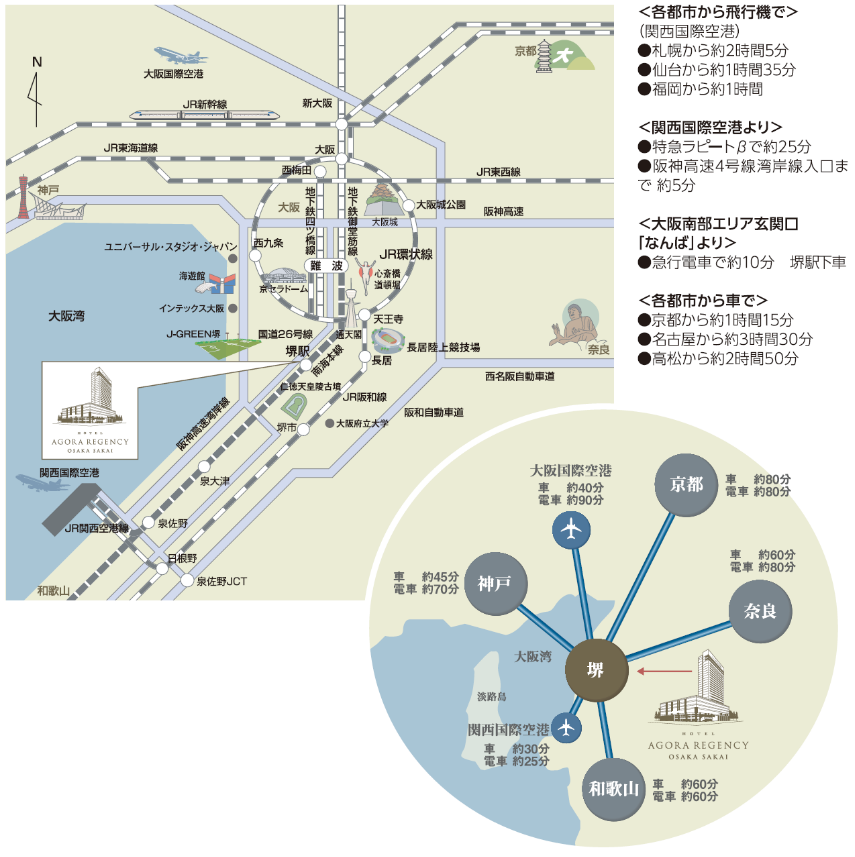 <各都市から飛行機で>
(関西国際空港)
●札幌から約2時間5分
●仙台から約1時間35分
●福岡から約1時間
<関西国際空港より>
●特急ラピートβで約25分
●阪神高速4号線湾岸線入口ま
で 約5分
<大阪南部エリア玄関口
「なんば」より>
●急行電車で約10分 堺駅下車
<各都市から車で>
●京都から約1時間15分
●名古屋から約3時間30分
●高松から約2時間50分
N
大阪国際空港
京都
大
JR新幹線
新大阪
JR東海道線
大阪
西梅田
JR東西線
神戸
大阪
地下鉄四ツ橋線
地下鉄御堂筋線
大阪城
大阪城公園
阪神高速
ユニバーサル・スタジオ・ジャパン
西九条
JR環状線
難波
海遊館
京セラドーム
心斎橋
道頓堀
大阪湾
インテックス大阪
通天閣
天王寺
J-GREEN堺
国道26号線
長居陸上競技場
奈良
堺駅
南海本線
長居
西名阪自動車道
仁徳天皇陵古墳
JR阪和線
HOTEL
AGORA REGENCY
OSAKA SAKAI
阪神高速湾岸線
堺市
大阪府立大学
阪和自動車道
関西国際空港
泉大津
JR関西空港線
泉佐野
日根野
和歌山
泉佐野JCT
大阪国際空港
車 約40分
電車 約90分
京都
車 約80分
電車 約80分
神戸
車 約45分
電車 約70分
車 約60分
電車 約80分
奈良
大阪湾
堺
淡路島
関西国際空港
車 約30分
電車 約25分
HOTEL
AGORA REGENCY
OSAKA SAKAI
和歌山
車 約60分
電車 約60分